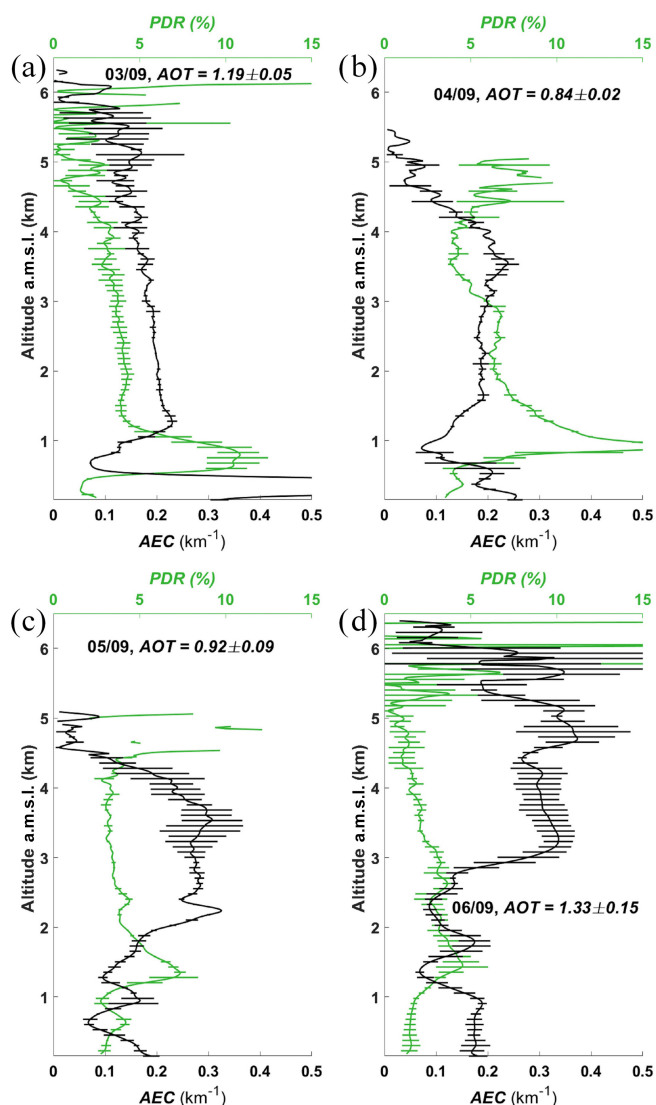 PDR (%)
0 5 10 15
(a)
03/09, AOT = 1.19±0.05
Altitude a.m.s.l. (km)
6
5
4
3
2
1
0 0.1 0.2 0.3 0.4 0.5
AEC (km-1)
PDR (%)
0 5 10 15
(b)
04/09, AOT = 0.84±0.02
Altitude a.m.s.l. (km)
6
5
4
3
2
1
0 0.1 0.2 0.3 0.4 0.5
AEC (km-1)
PDR (%)
0 5 10 15
(c)
05/09, AOT = 0.92±0.09
Altitude a.m.s.l. (km)
6
5
4
3
2
1
0 0.1 0.2 0.3 0.4 0.5
AEC (km-1)
PDR (%)
0 5 10 15
(d)
Altitude a.m.s.l. (km)
6
5
4
3
06/09, AOT = 1.33±0.15
2
1
0 0.1 0.2 0.3 0.4 0.5
AEC (km-1)